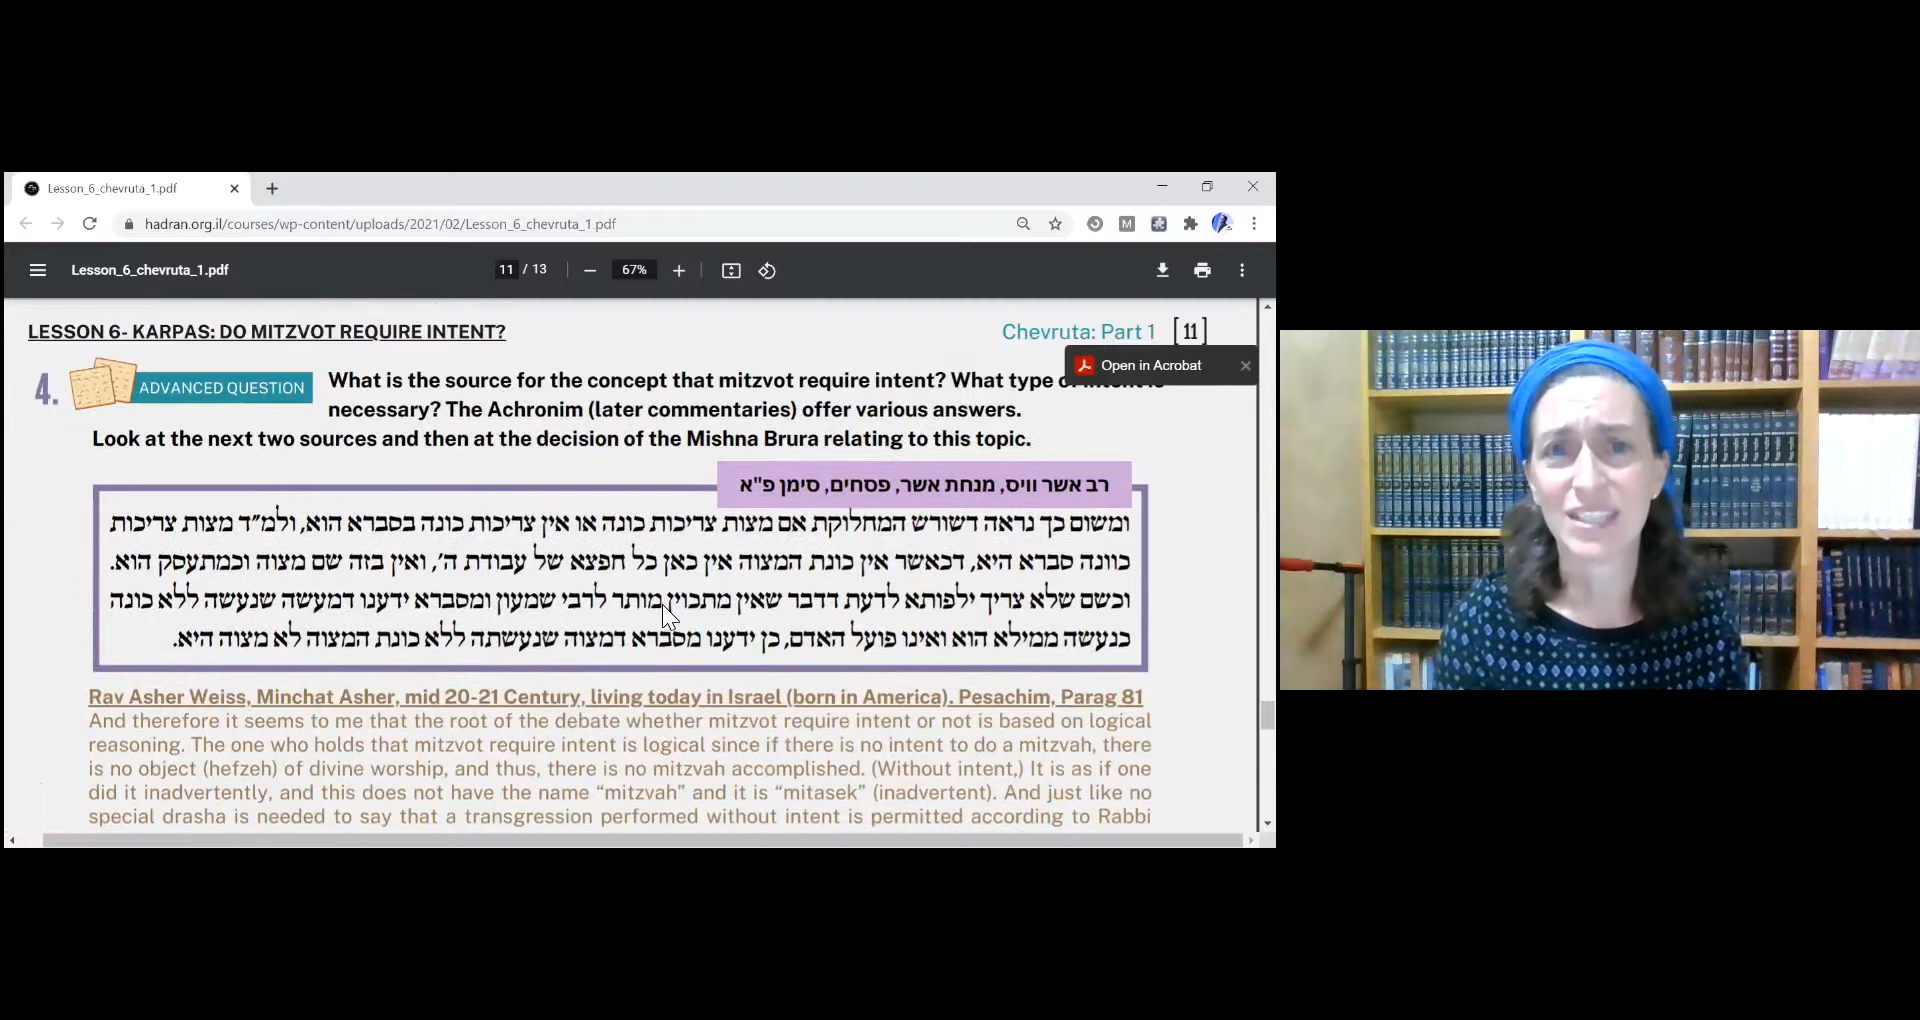 Lesson_6_chevruta_1.pdf
hadran.org.il/courses/wp-content/uploads/2021/02/Lesson_6_chevruta_1.pdf
M
Lesson_6_chevruta_1.pdf
11 / 13
67%
LESSON 6- KARPAS: DO MITZVOT REQUIRE INTENT?
Chevruta: Part 1 [11]
Open in Acrobat
4. ADVANCED QUESTION What is the source for the concept that mitzvot require intent? What type
necessary? The Achronim (later commentaries) offer various answers.
Look at the next two sources and then at the decision of the Mishna Brura relating to this topic.
רב אשר וויס, מנחת אשר, פסחים, סימן פ"א
ומשום כך נראה דשורש המחלוקת אם מצות צריכות כונה או אין צריכות כונה בסברא הוא, ולמ״ד מצות צריכות
כוונה סברא היא, דכאשר אין כונת המצוה אין כאן כל חפצא של עבודת ה׳, ואין בזה שם מצוה וכמתעסק הוא.
וכשם שלא צריך ילפותא לדעת דדבר שאין מתכוין מותר לרבי שמעון ומסברא ידענו דמעשה שנעשה ללא כונה
כנעשה ממילא הוא ואינו פועל האדם, כן ידענו מסברא דמצוה שנעשתה ללא כונת המצוה לא מצוה היא.
Rav Asher Weiss, Minchat Asher, mid 20-21 Century, living today in Israel (born in America). Pesachim, Parag 81
And therefore it seems to me that the root of the debate whether mitzvot require intent or not is based on logical
reasoning. The one who holds that mitzvot require intent is logical since if there is no intent to do a mitzvah, there
is no object (hefzeh) of divine worship, and thus, there is no mitzvah accomplished. (Without intent,) It is as if one
did it inadvertently, and this does not have the name “mitzvah” and it is “mitasek” (inadvertent). And just like no
special drasha is needed to say that a transgression performed without intent is permitted according to Rabbi